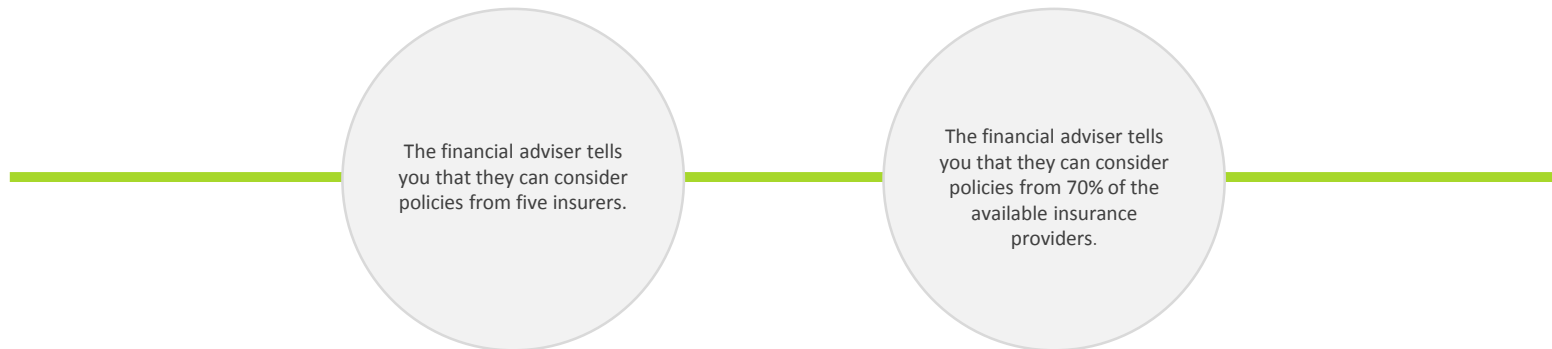 The financial adviser tells
you that they can consider
policies from five insurers.
The financial adviser tells
you that they can consider
policies from 70% of the
available insurance
providers.